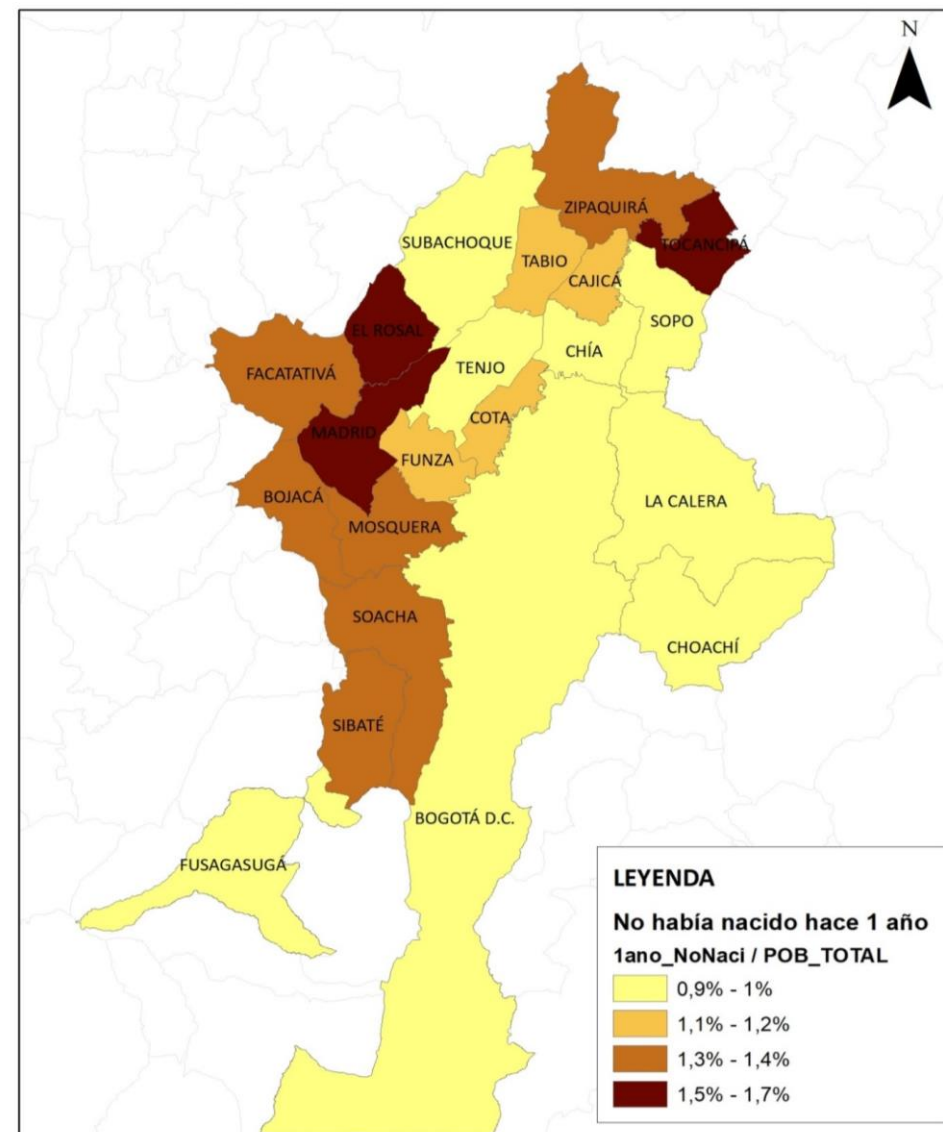 N
ZIPAQUIRÁ
SUBACHOQUE
TOCANCIPÁ
TABIO
CAJICÁ
SOPO
EL ROSAL
CHÍA
TENJO
FACATATIVÁ
COTA
MADRID
FUNZA
BOJACÁ
LA CALERA
MOSQUERA
SOACHA
CHOACHÍ
SIBATÉ
BOGOTÁ D.C.
FUSAGASUGÁ
LEYENDA
No había nacido hace 1 año
1ano_NoNaci / POB_TOTAL
0,9% - 1%
1,1% - 1,2%
1,3% - 1,4%
1,5% - 1,7%